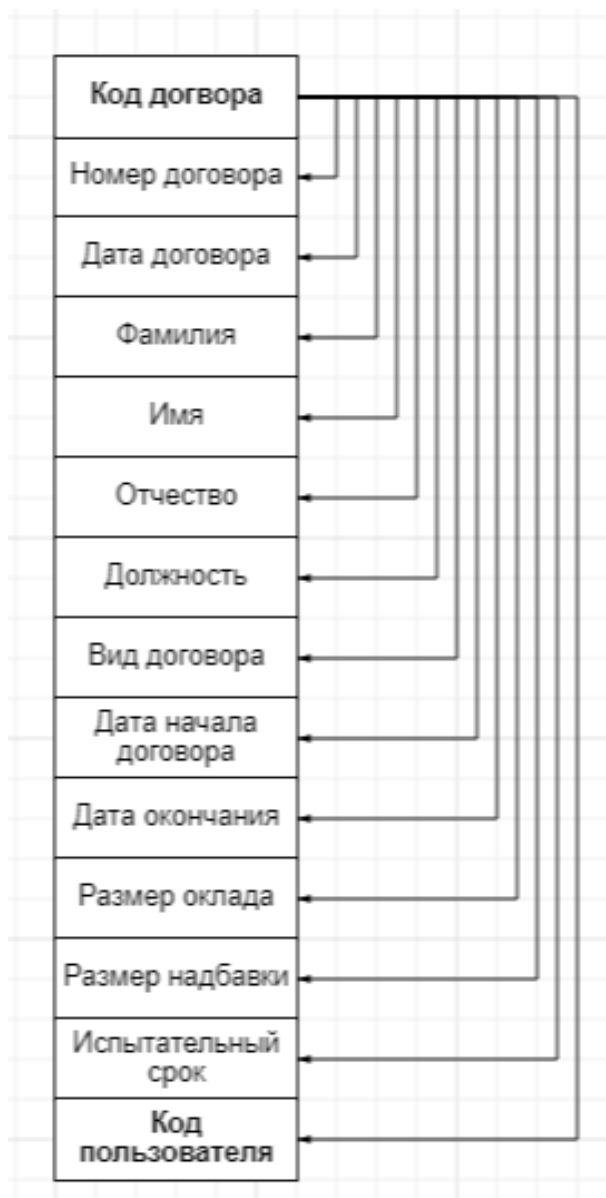 Код догвора
Номер договора
Дата договора
Фамилия
Имя
Отчество
Должность
Вид договора
Дата начала
договора
Дата окончания
Размер оклада
Размер надбавки
Испытательный
срок
Код
пользователя